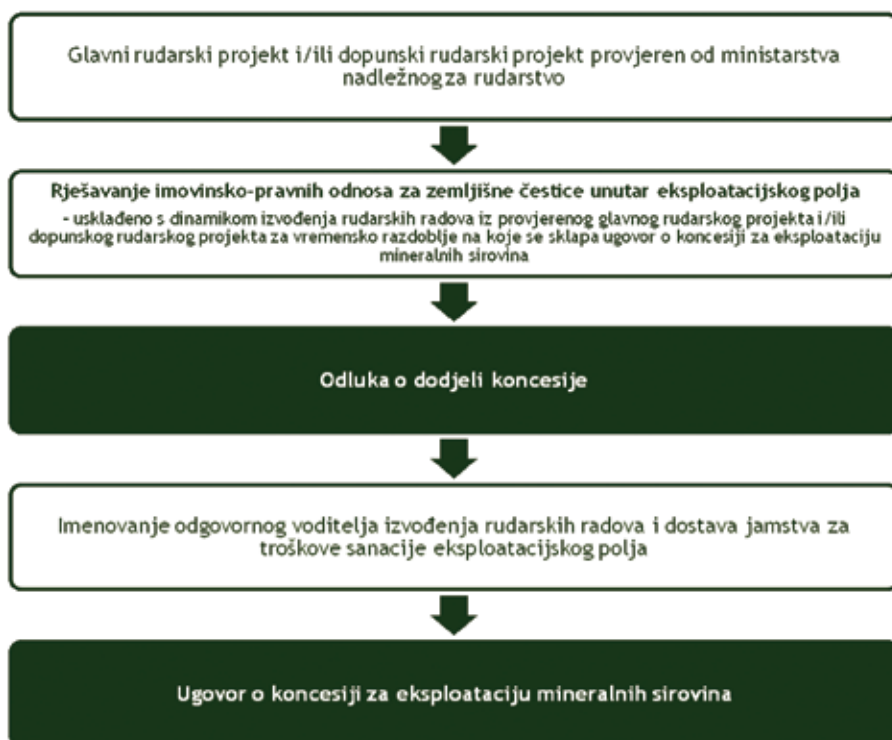 Glavni rudarski projekt i/ili dopunski rudarski projekt provjeren od ministarstva
nadležnog za rudarstvo
Rješavanje imovinsko-pravnih odnosa za zemljišne čestice unutar eksploatacijskog polja
- usklađeno s dinamikom izvođenja rudarskih radova iz provjerenog glavnog rudarskog projekta i/ili
dopunskog rudarskog projekta za vremensko razdoblje na koje se sklapa ugovor o koncesiji za eksploataciju
mineralnih sirovina
Odluka o dodjeli koncesije
Imenovanje odgovornog voditelja izvođenja rudarskih radova i dostava jamstva za
troškove sanacije eksploatacijskog polja
Ugovor o koncesiji za eksploataciju mineralnih sirovina